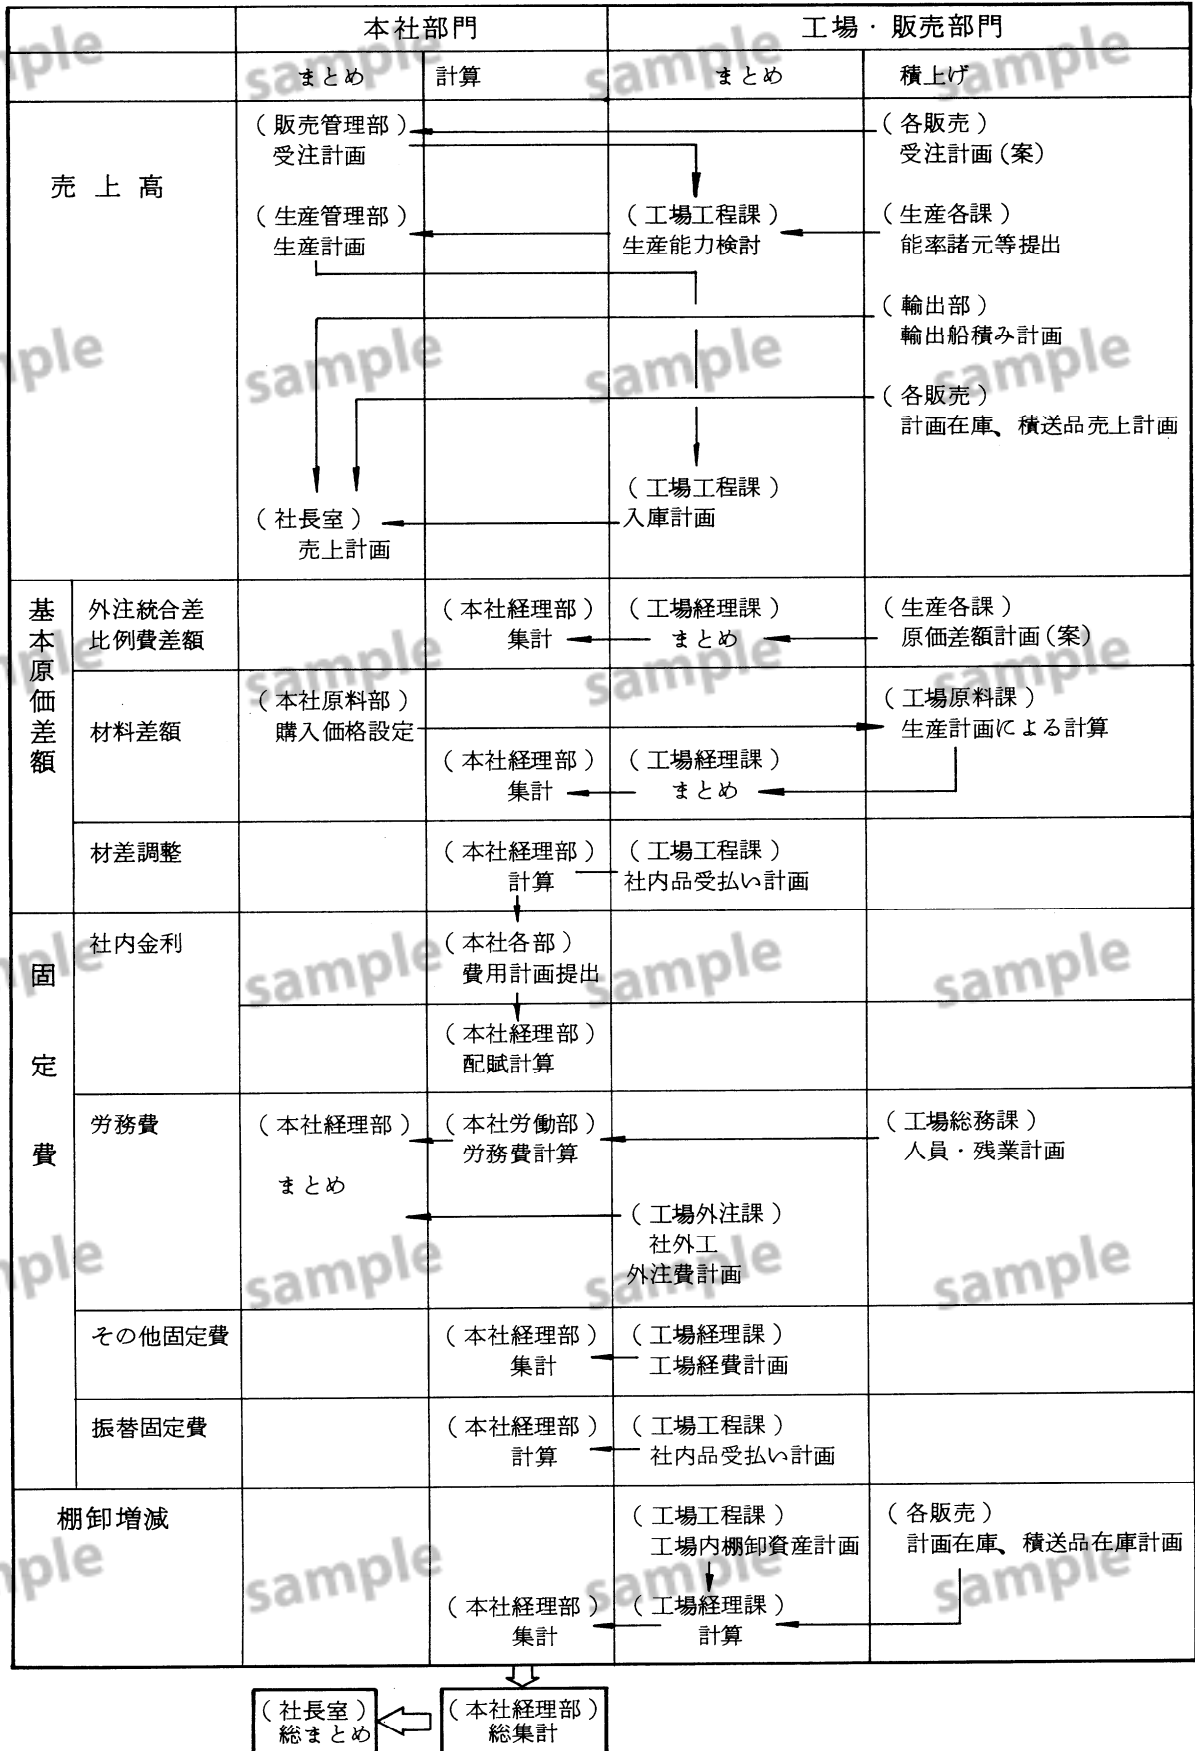 本社部門 工場・販売部門
まとめ 計算 まとめ 積上げ
売上高
(販売管理部) (各販売)
受注計画 受注計画(案)
(生産管理部) (工場工程課) (生産各課)
生産計画 生産能力検討 能率諸元等提出
(輸出部)
輸出船積み計画
(各販売)
計画在庫、積送品売上計画
(工場工程課)
(社長室) 入庫計画
売上計画
基本原価差額
外注統合差 (本社経理部) (工場経理課) (生産各課)
比例費差額 集計 まとめ 原価差額計画(案)
(本社原料部) (工場原料課)
材料差額 購入価格設定 生産計画による計算
(本社経理部) (工場経理課)
集計 まとめ
材差調整 (本社経理部) (工場工程課)
計算 社内品受払い計画
固定費
社内金利 (本社各部)
費用計画提出
(本社経理部)
配賦計算
労務費 (本社経理部) (本社労働部) (工場総務課)
労務費計算 人員・残業計画
まとめ
(工場外注課)
社外工
外注費計画
その他固定費 (本社経理部) (工場経理課)
集計 工場経費計画
振替固定費 (本社経理部) (工場工程課)
計算 社内品受払い計画
棚卸増減 (工場工程課) (各販売)
工場内棚卸資産計画 計画在庫、積送品在庫計画
(本社経理部) (工場経理課)
集計 計算
(社長室) (本社経理部)
総まとめ 総集計
sample